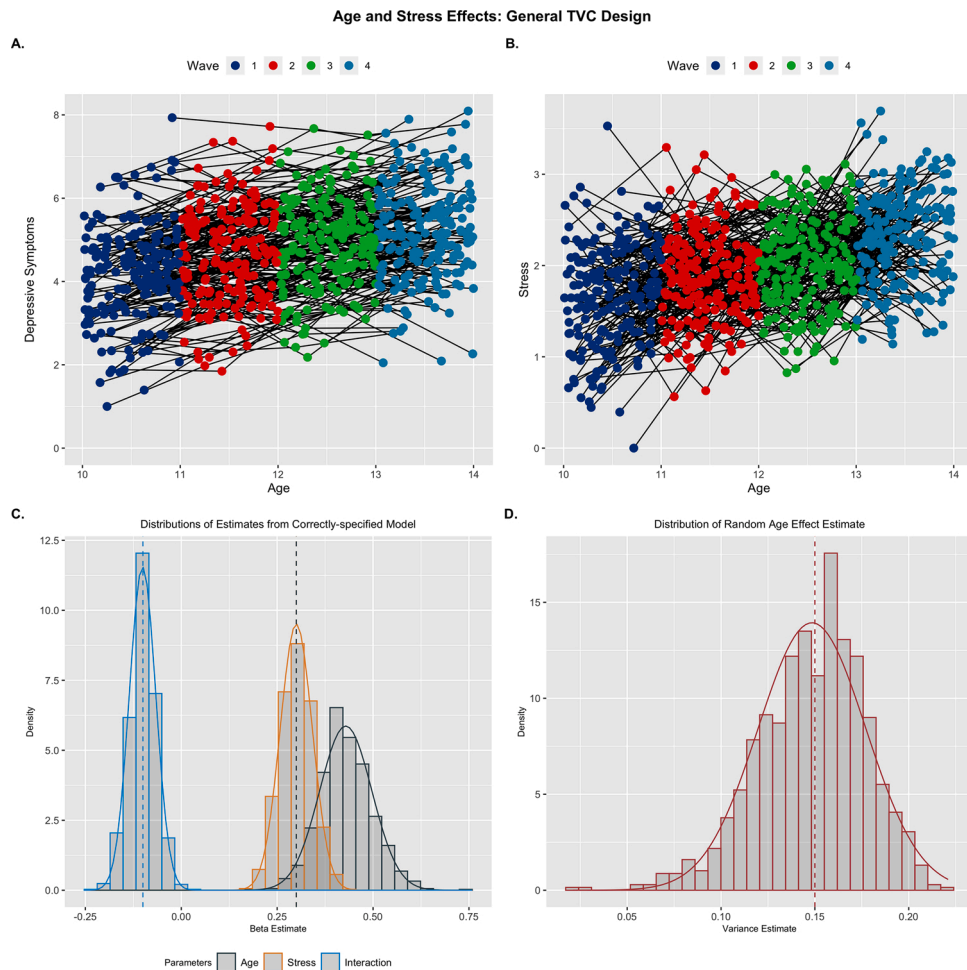 Age and Stress Effects: General TVC Design
A.
Wave 1 2 3 4
Depressive Symptoms
8
6
4
2
0
10 11 12 13 14
Age
B.
Wave 1 2 3 4
Stress
3
2
1
0
10 11 12 13 14
Age
C.
Distributions of Estimates from Correctly-specified Model
Density
12.5
10.0
7.5
5.0
2.5
0.0
-0.25 0.00 0.25 0.50 0.75
Beta Estimate
Parameters Age Stress Interaction
D.
Distribution of Random Age Effect Estimate
Density
15
10
5
0
0.05 0.10 0.15 0.20
Variance Estimate